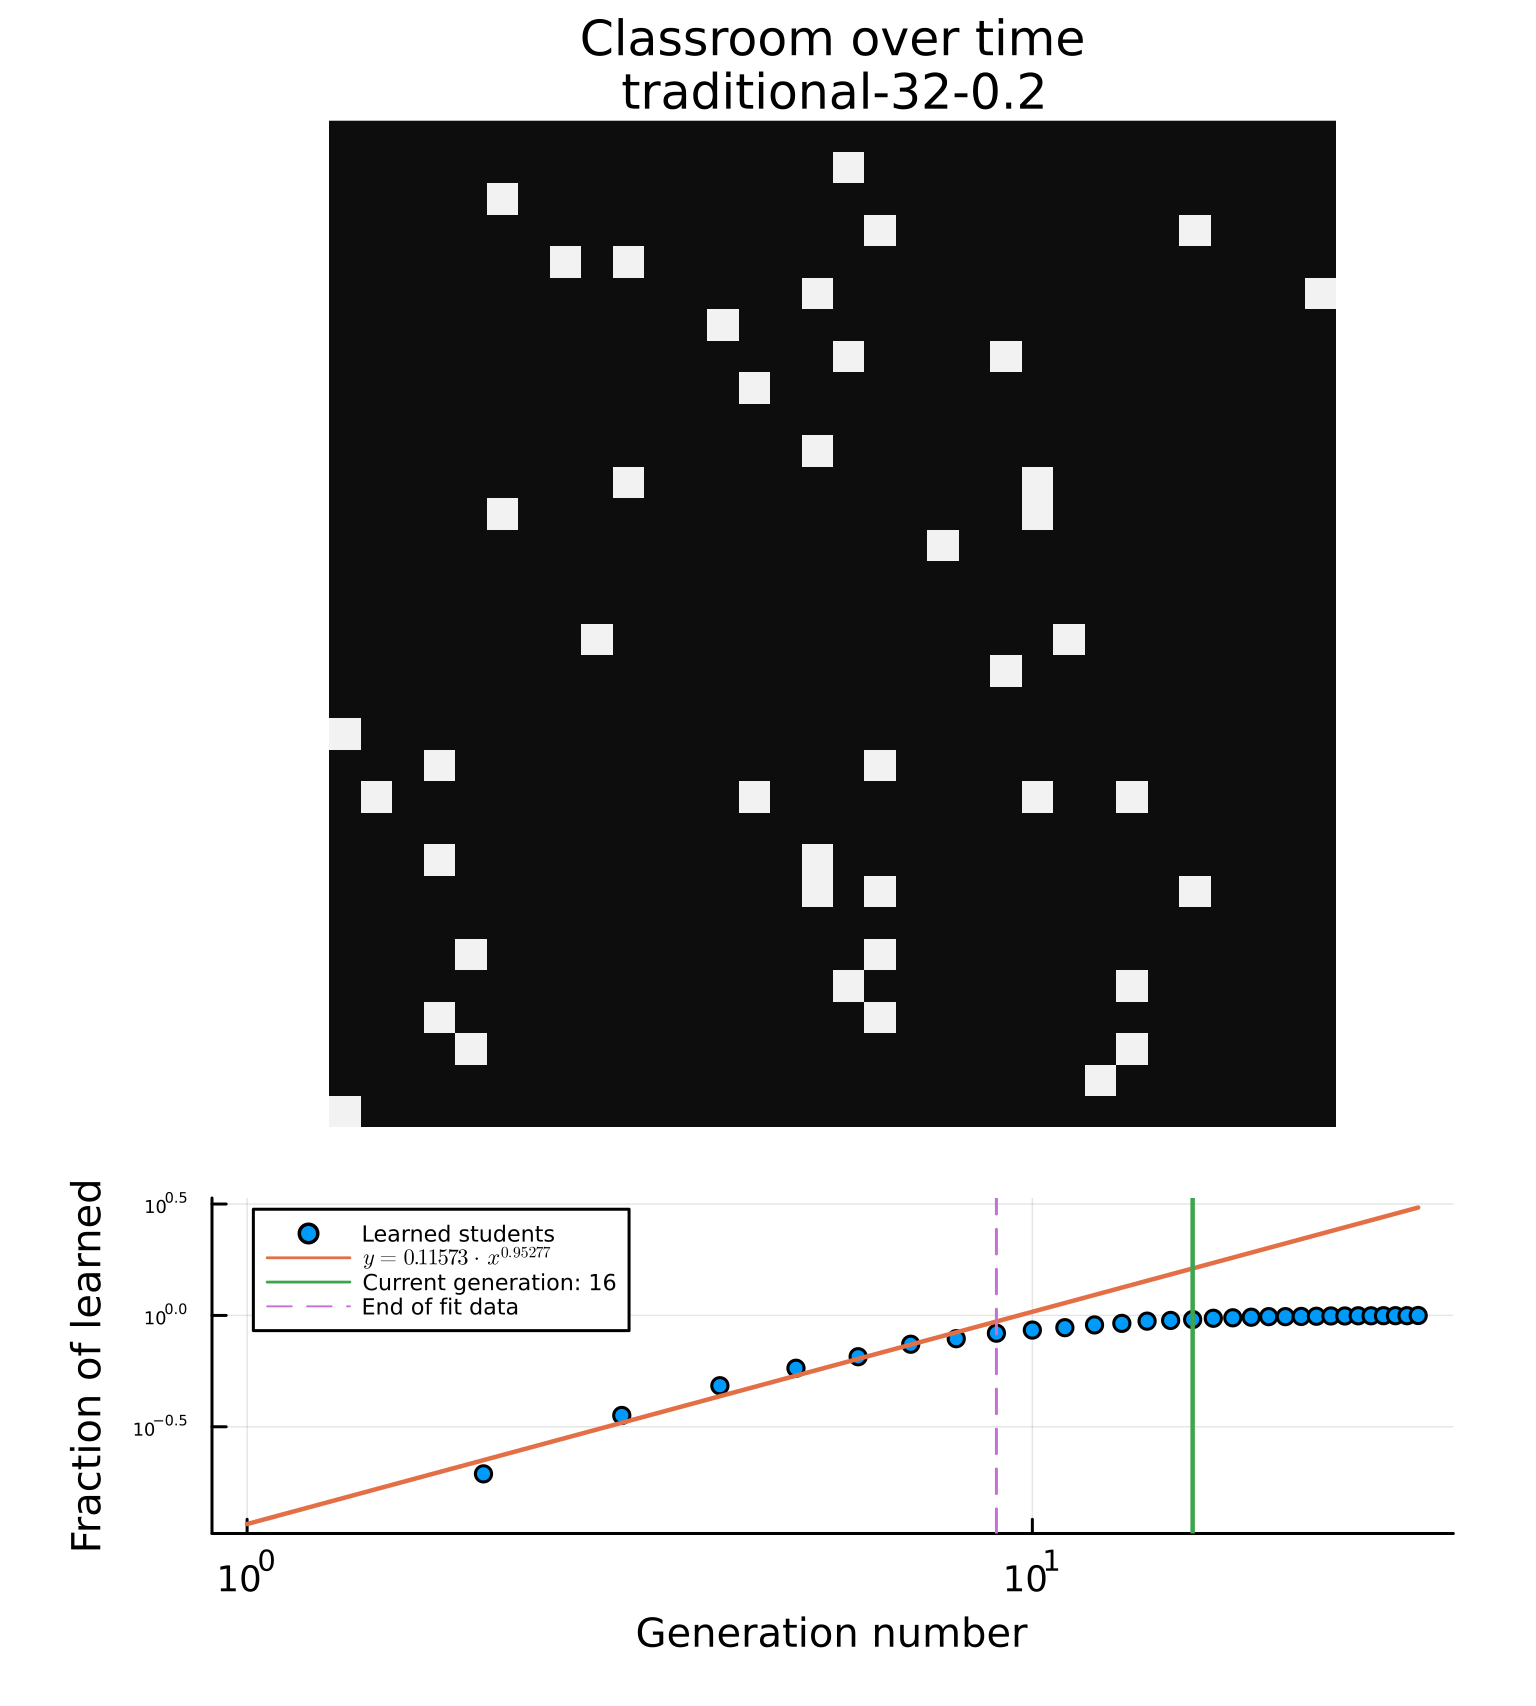 Classroom over time
traditional-32-0.2
Fraction of learned
10^0.5
10^0.0
10^−0.5
Learned students
y = 0.11573 · x^0.95277
Current generation: 16
End of fit data
10^0
10^1
Generation number